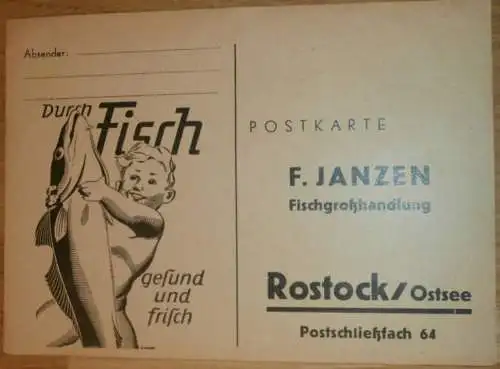 Absender:
Durch Fisch
gesund
und
frisch
POSTKARTE
F. JANZEN
Fischgroßhandlung
Rostock/Ostsee
Postschließfach 64